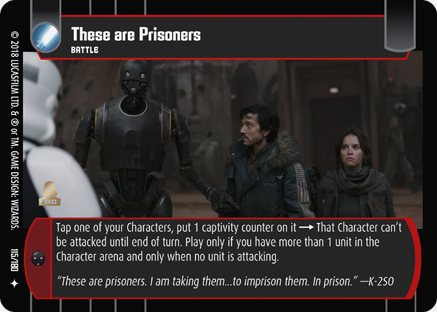 These are Prisoners
BATTLE
Tap one of your Characters, put 1 captivity counter on it → That Character can't
be attacked until end of turn. Play only if you have more than 1 unit in the
Character arena and only when no unit is attacking.
"These are prisoners. I am taking them...to imprison them. In prison." —K-2SO
© 2018 LUCASFILM LTD. & ® or TM. GAME DESIGN: WIZARDS.